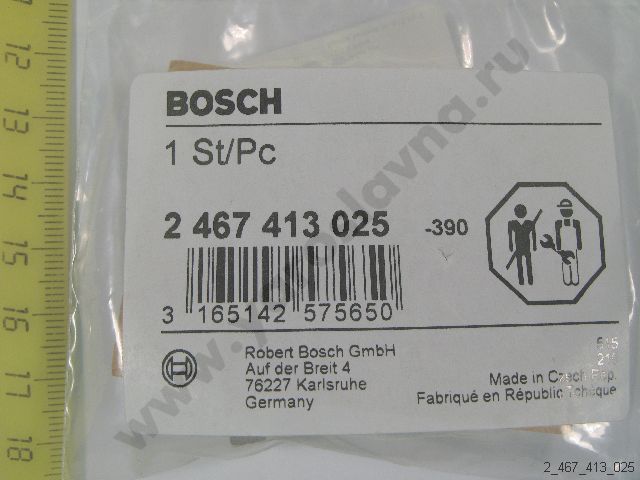 BOSCH
1 St/Pc
2 467 413 025 -390
3 165142 575650
Robert Bosch GmbH
Auf der Breit 4
76227 Karlsruhe
Germany
Made in Czech Rep.
Fabriqué en République Tchèque
12
13
14
15
16
17
18
2_467_413_025